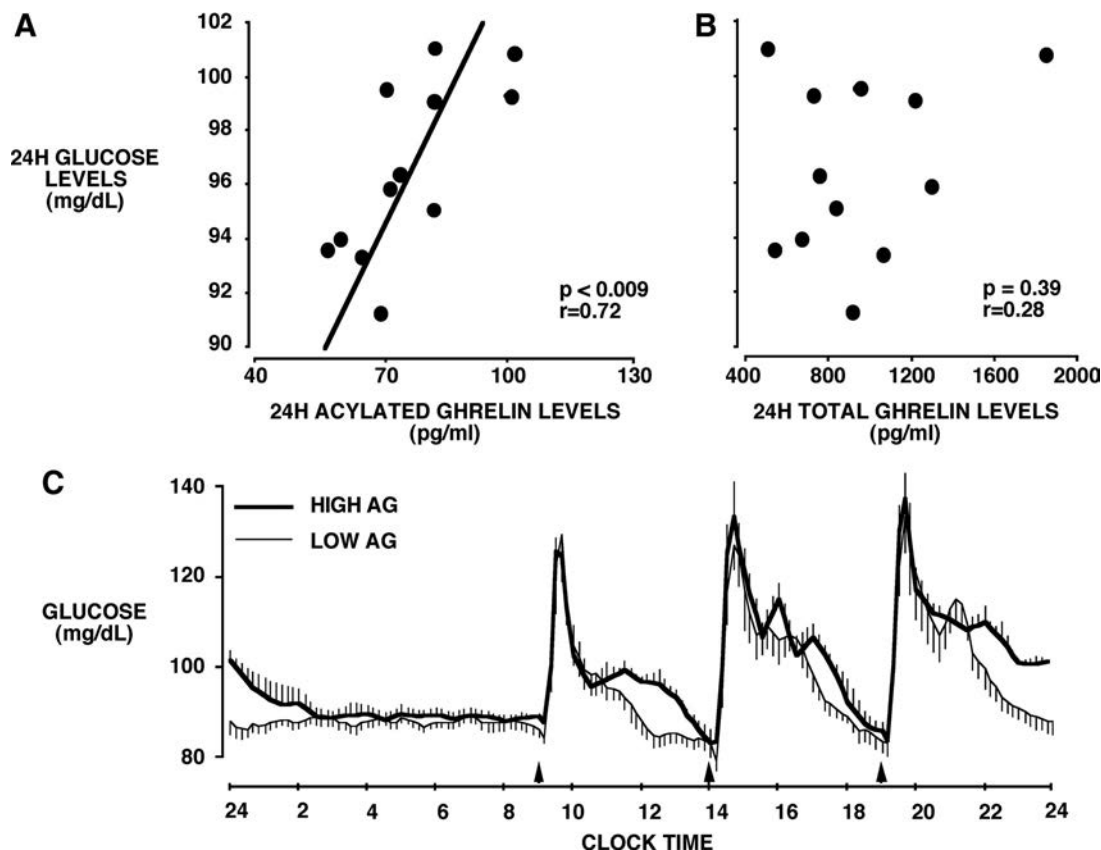 A
102
100
98
96
94
92
90
24H GLUCOSE
LEVELS
(mg/dL)
p < 0.009
r=0.72
40
70
100
130
24H ACYLATED GHRELIN LEVELS
(pg/ml)
B
p = 0.39
r=0.28
400
800
1200
1600
2000
24H TOTAL GHRELIN LEVELS
(pg/ml)
C
140
120
100
80
GLUCOSE
(mg/dL)
HIGH AG
LOW AG
24
2
4
6
8
10
12
14
16
18
20
22
24
CLOCK TIME